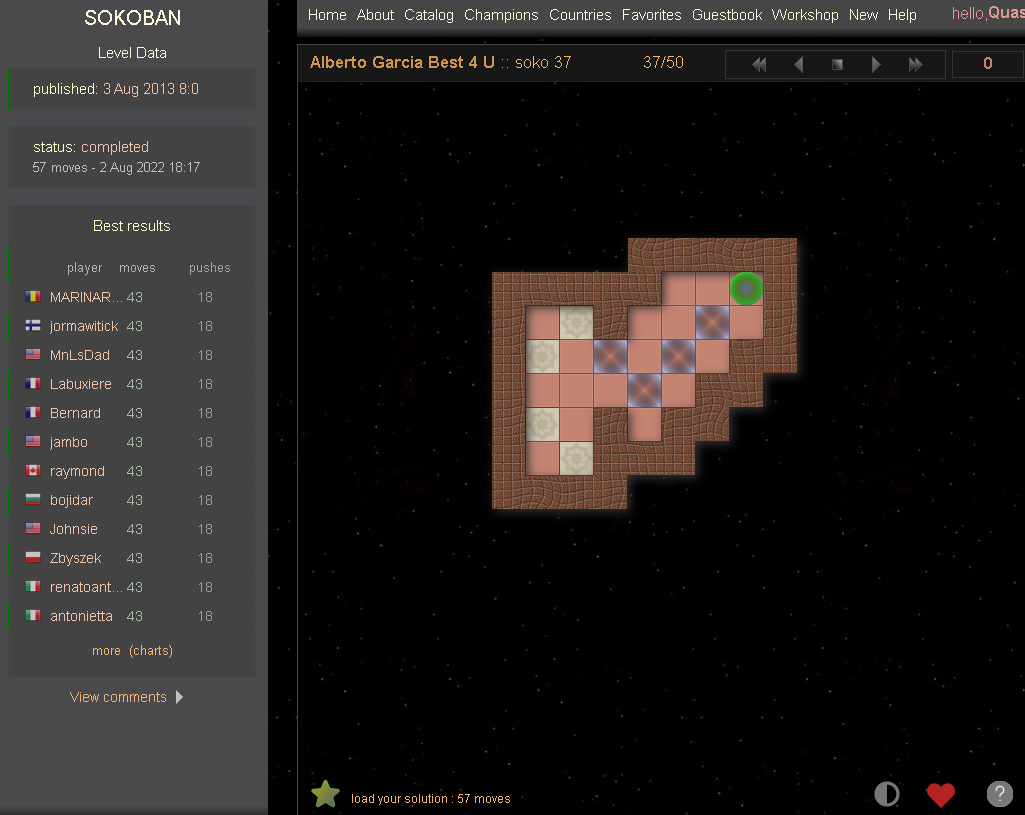 SOKOBAN
Level Data
published: 3 Aug 2013 8:0
status: completed
57 moves - 2 Aug 2022 18:17
Best results
player moves pushes
MARINAR... 43 18
jormawitick 43 18
MnLsDad 43 18
Labuxiere 43 18
Bernard 43 18
jambo 43 18
raymond 43 18
bojidar 43 18
Johnsie 43 18
Zbyszek 43 18
renatoant... 43 18
antonietta 43 18
more (charts)
View comments
Home About Catalog Champions Countries Favorites Guestbook Workshop New Help hello,Quas
Alberto Garcia Best 4 U :: soko 37 37/50 0
load your solution : 57 moves
?